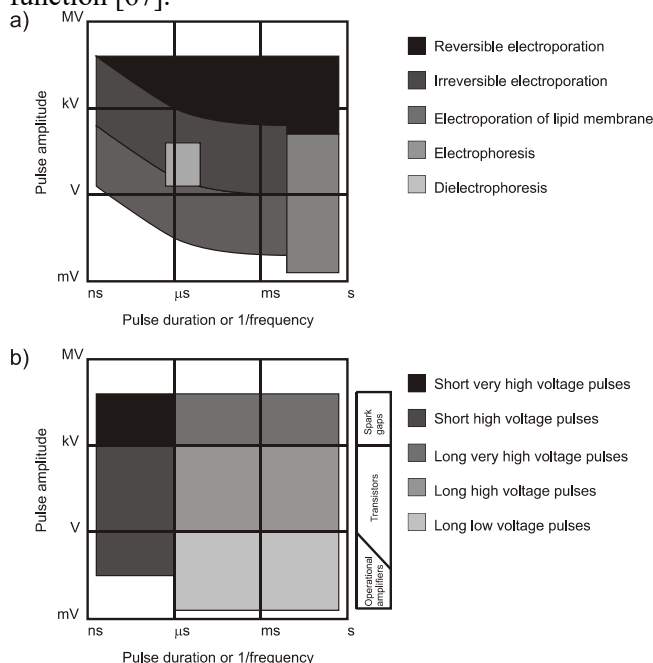 function [67].
a)
MV
kV
V
mV
Pulse amplitude
ns
μs
ms
s
Pulse duration or 1/frequency
Reversible electroporation
Irreversible electroporation
Electroporation of lipid membrane
Electrophoresis
Dielectrophoresis
b)
MV
kV
V
mV
Pulse amplitude
ns
μs
ms
s
Pulse duration or 1/frequency
Spark
gaps
Transistors
Operational
amplifiers
Short very high voltage pulses
Short high voltage pulses
Long very high voltage pulses
Long high voltage pulses
Long low voltage pulses